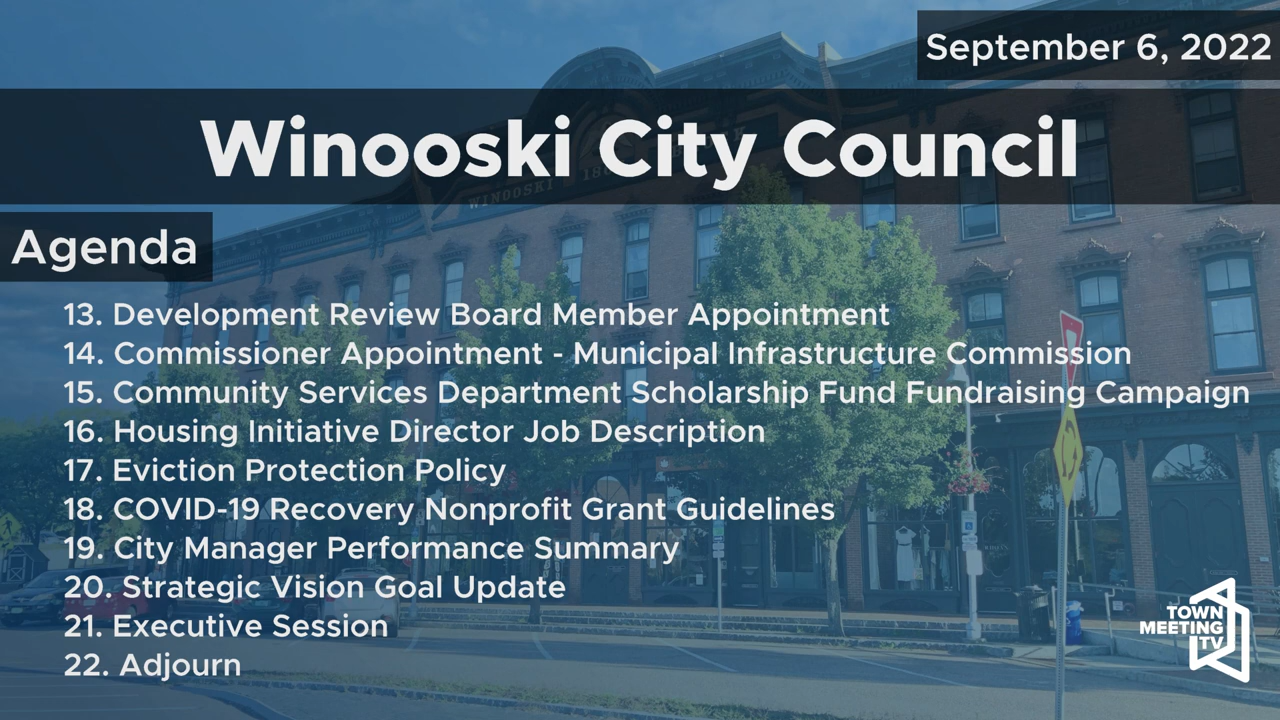 September 6, 2022
Winooski City Council
WINOOSKI
Agenda
13. Development Review Board Member Appointment
14. Commissioner Appointment - Municipal Infrastructure Commission
15. Community Services Department Scholarship Fund Fundraising Campaign
16. Housing Initiative Director Job Description
17. Eviction Protection Policy
18. COVID-19 Recovery Nonprofit Grant Guidelines
19. City Manager Performance Summary
20. Strategic Vision Goal Update
21. Executive Session
22. Adjourn
TOWN
MEETING
TV